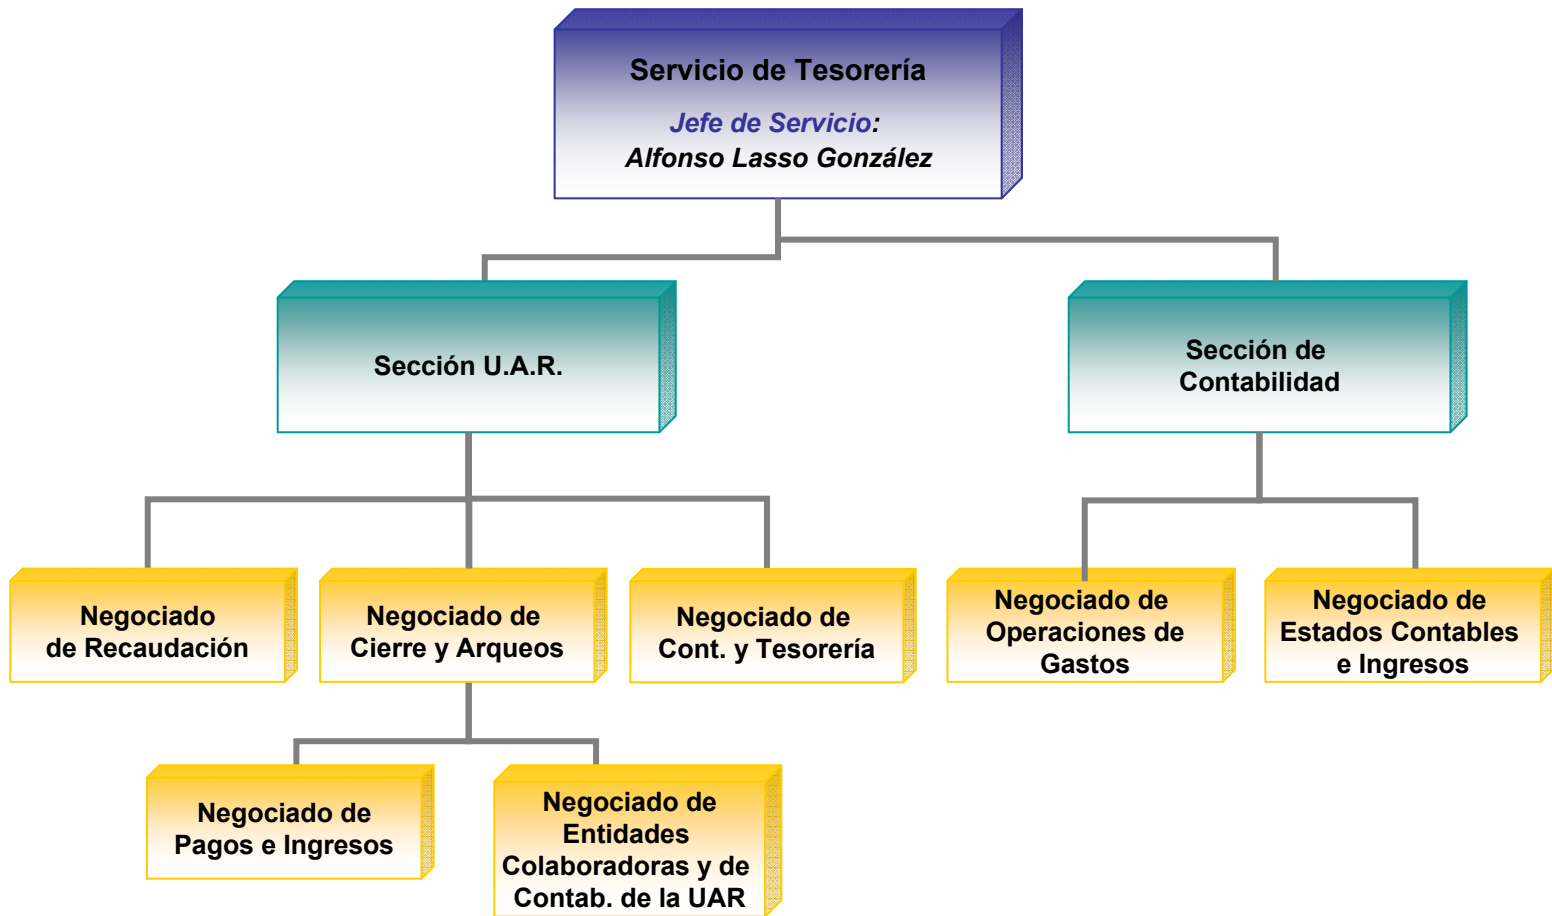 Servicio de Tesorería
Jefe de Servicio:
Alfonso Lasso González
Sección U.A.R.
Sección de
Contabilidad
Negociado
de Recaudación
Negociado de
Cierre y Arqueos
Negociado de
Cont. y Tesorería
Negociado de
Operaciones de
Gastos
Negociado de
Estados Contables
e Ingresos
Negociado de
Pagos e Ingresos
Negociado de
Entidades
Colaboradoras y de
Contab. de la UAR